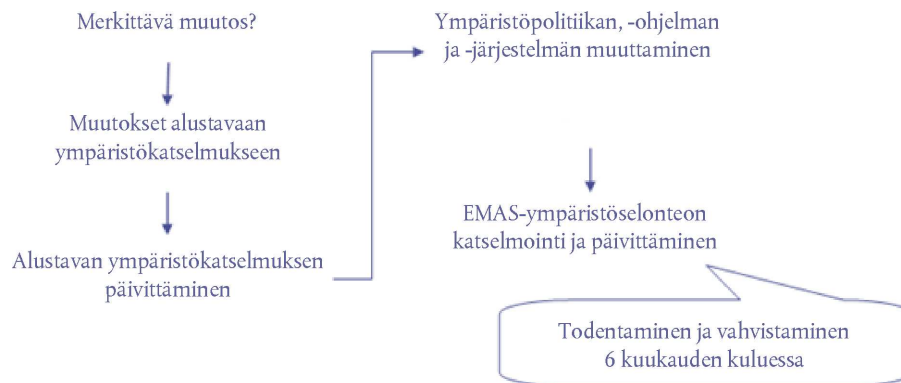 Merkittävä muutos?
Muutokset alustavaan
ympäristökatselmukseen
Alustavan ympäristökatselmuksen
päivittäminen
Ympäristöpolitiikan, -ohjelman
ja -järjestelmän muuttaminen
EMAS-ympäristöselonteon
katselmointi ja päivittäminen
Todentaminen ja vahvistaminen
6 kuukauden kuluessa